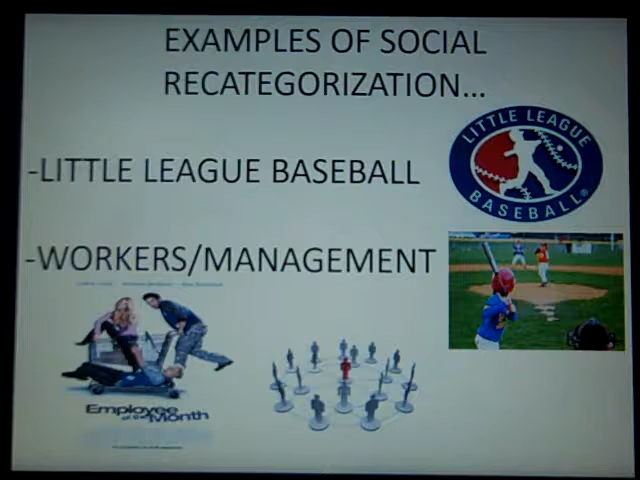 EXAMPLES OF SOCIAL
RECATEGORIZATION...
LITTLE LEAGUE
BASEBALL®
-LITTLE LEAGUE BASEBALL
-WORKERS/MANAGEMENT
Employee
of the Month